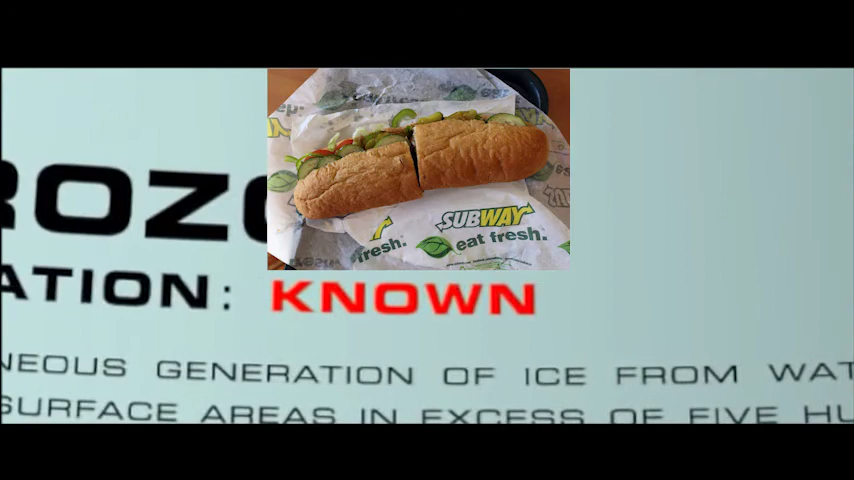 SUBWAY
fresh. eat fresh.
ROZO
ATION: KNOWN
NEOUS GENERATION OF ICE FROM WAT
SURFACE AREAS IN EXCESS OF FIVE HU